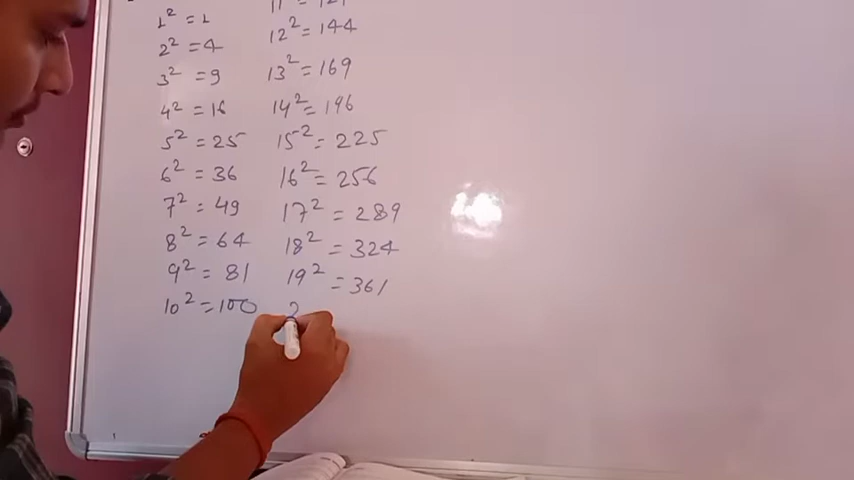 1² = 1
2² = 4
3² = 9
4² = 16
5² = 25
6² = 36
7² = 49
8² = 64
9² = 81
10² = 100
12² = 144
13² = 169
14² = 196
15² = 225
16² = 256
17² = 289
18² = 324
19² = 361
2